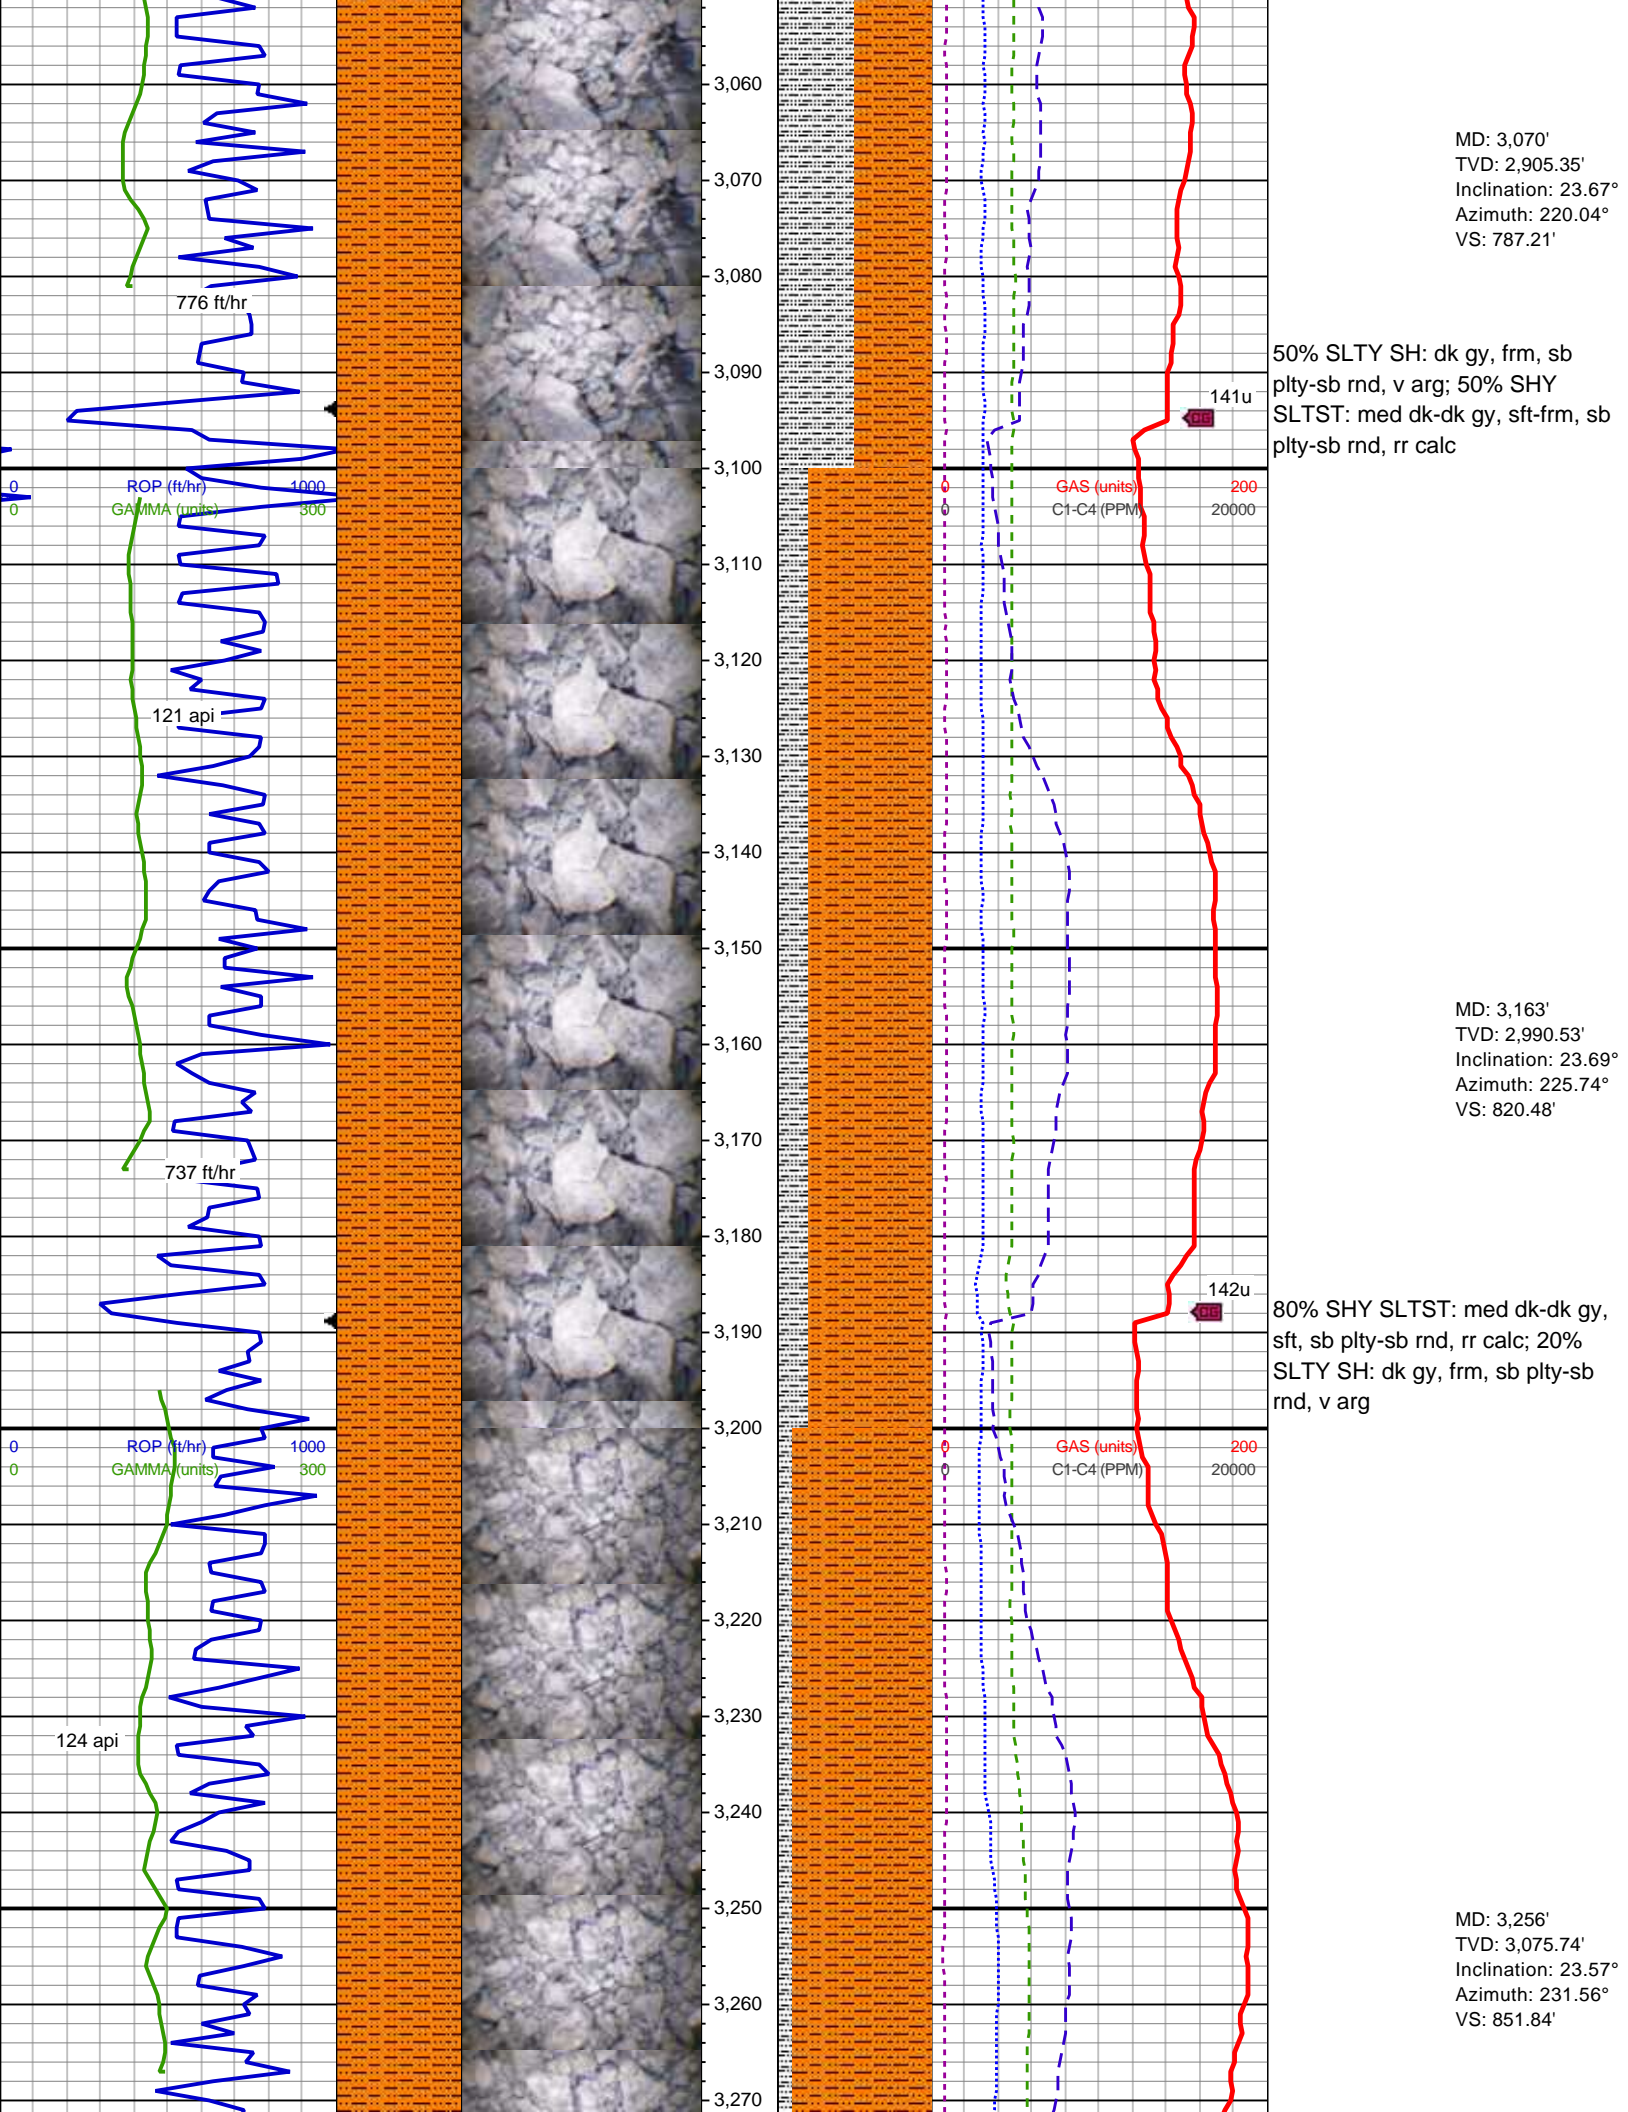 3,060
MD: 3,070'
TVD: 2,905.35'
Inclination: 23.67°
Azimuth: 220.04°
VS: 787.21'
3,070
3,080
776 ft/hr
50% SLTY SH: dk gy, frm, sb
plty-sb rnd, v arg; 50% SHY
SLTST: med dk-dk gy, sft-frm, sb
plty-sb rnd, rr calc
3,090
141u
CG
3,100
0 ROP (ft/hr) 1000
0 GAMMA (units) 300
0 GAS (units) 200
0 C1-C4 (PPM) 20000
3,110
3,120
121 api
3,130
3,140
3,150
MD: 3,163'
TVD: 2,990.53'
Inclination: 23.69°
Azimuth: 225.74°
VS: 820.48'
3,160
3,170
737 ft/hr
3,180
142u
CG
80% SHY SLTST: med dk-dk gy,
sft, sb plty-sb rnd, rr calc; 20%
SLTY SH: dk gy, frm, sb plty-sb
rnd, v arg
3,190
3,200
0 ROP (ft/hr) 1000
0 GAMMA (units) 300
0 GAS (units) 200
0 C1-C4 (PPM) 20000
3,210
3,220
3,230
124 api
3,240
3,250
MD: 3,256'
TVD: 3,075.74'
Inclination: 23.57°
Azimuth: 231.56°
VS: 851.84'
3,260
3,270